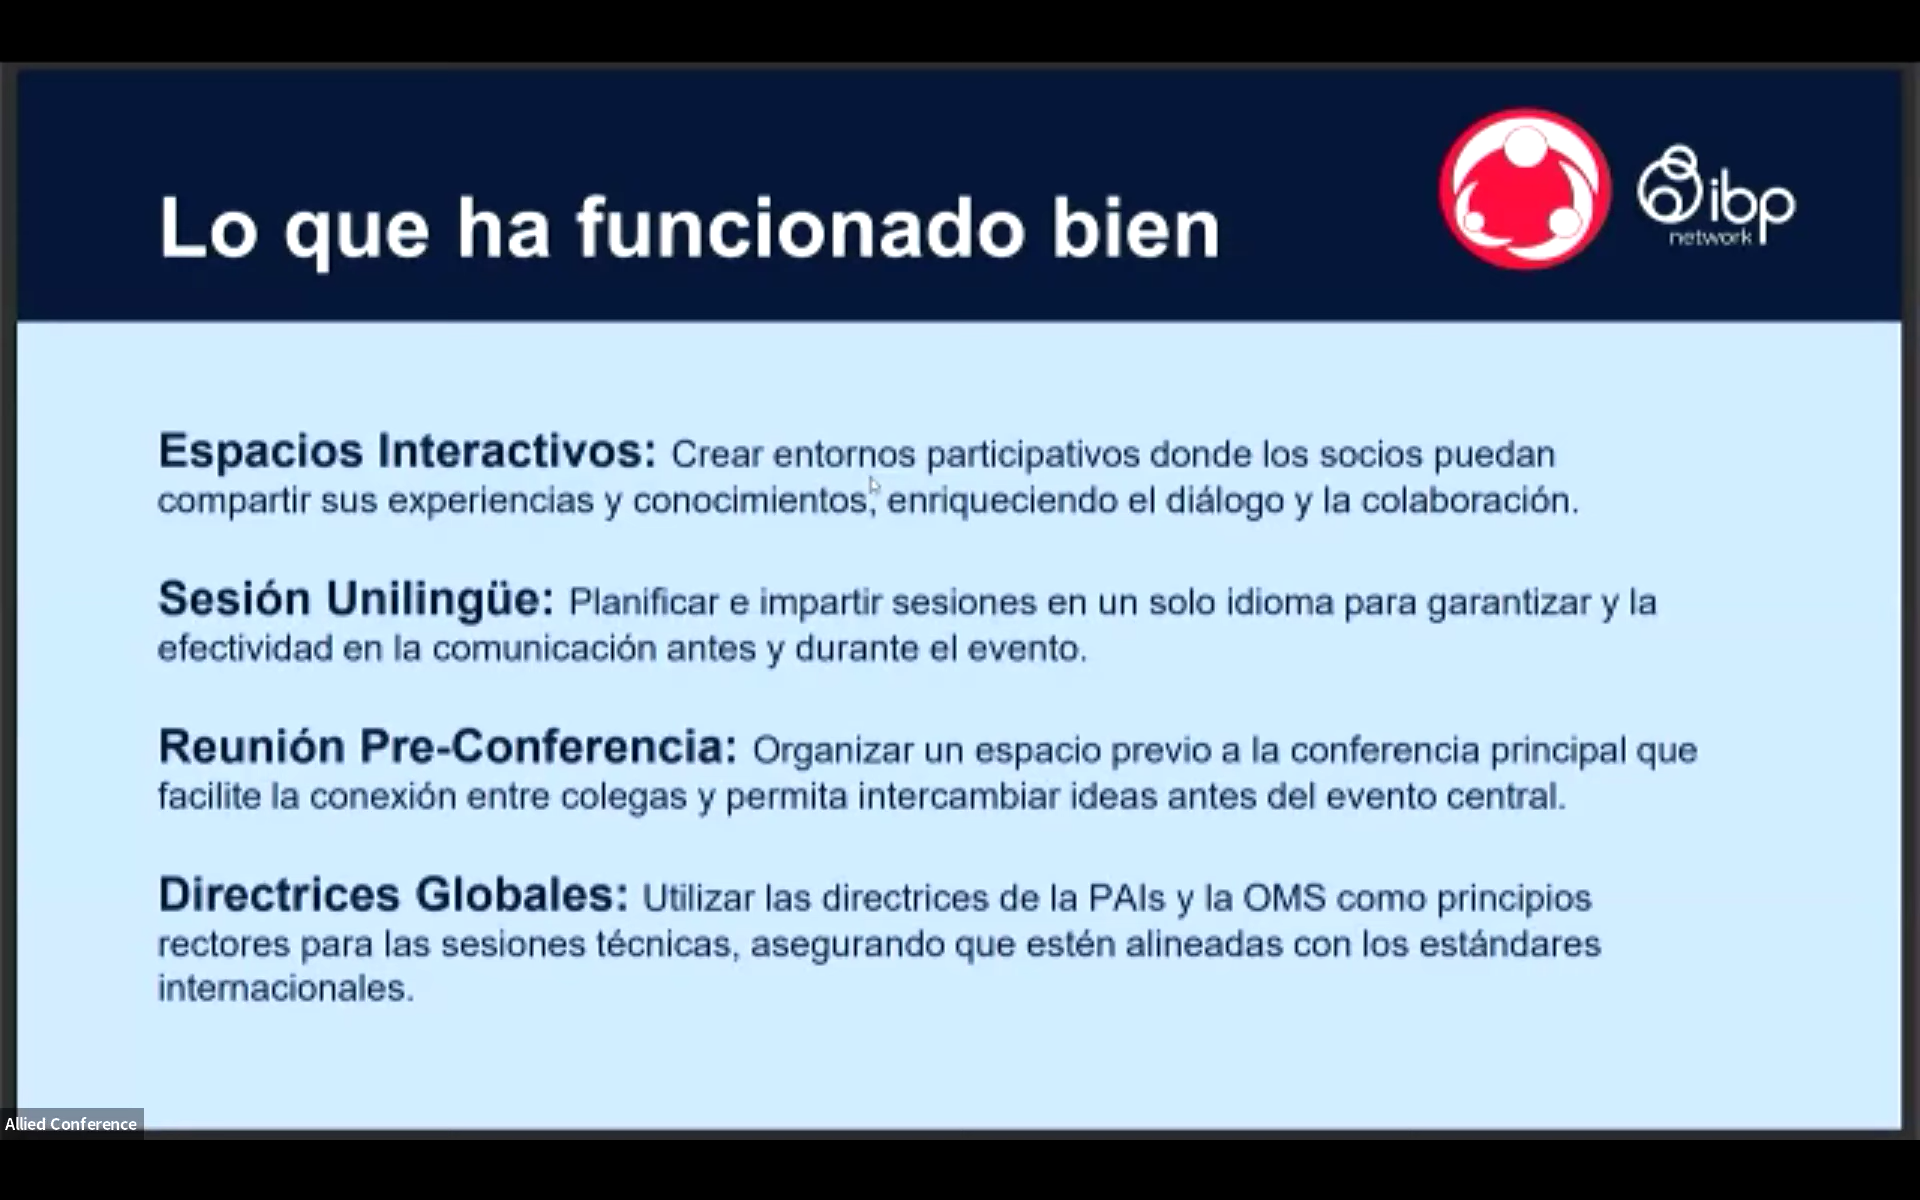 Lo que ha funcionado bien
ibp
network
Espacios Interactivos: Crear entornos participativos donde los socios puedan
compartir sus experiencias y conocimientos, enriqueciendo el diálogo y la colaboración.
Sesión Unilingüe: Planificar e impartir sesiones en un solo idioma para garantizar y la
efectividad en la comunicación antes y durante el evento.
Reunión Pre-Conferencia: Organizar un espacio previo a la conferencia principal que
facilite la conexión entre colegas y permita intercambiar ideas antes del evento central.
Directrices Globales: Utilizar las directrices de la PAIs y la OMS como principios
rectores para las sesiones técnicas, asegurando que estén alineadas con los estándares
internacionales.
Allied Conference